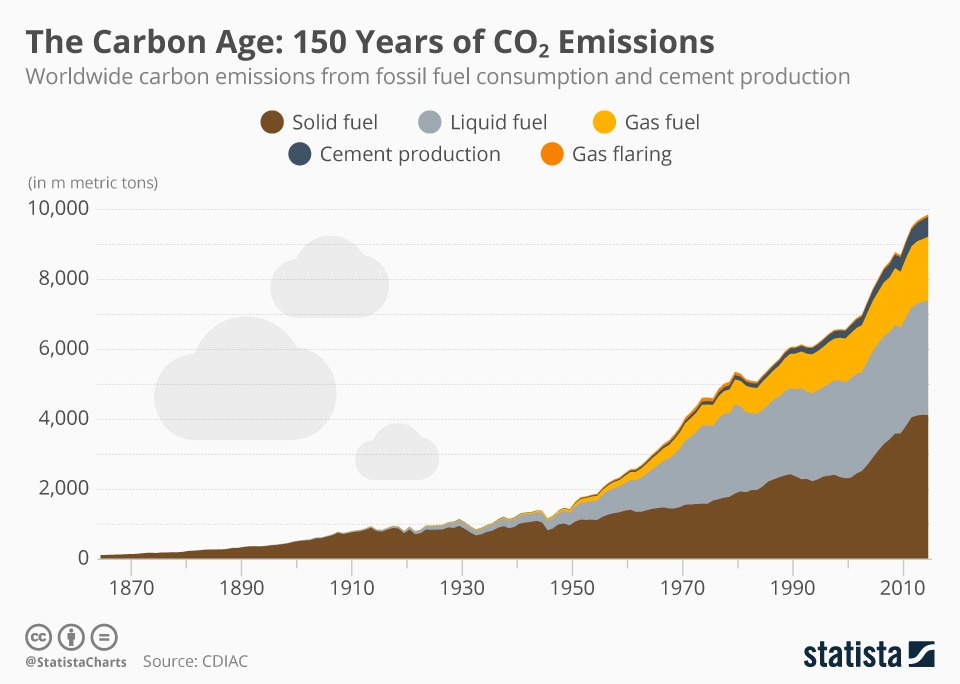 The Carbon Age: 150 Years of CO₂ Emissions
Worldwide carbon emissions from fossil fuel consumption and cement production
Solid fuel Liquid fuel Gas fuel
Cement production Gas flaring
(in m metric tons)
10,000
8,000
6,000
4,000
2,000
0
1870 1890 1910 1930 1950 1970 1990 2010
cc
@StatistaCharts Source: CDIAC
statista